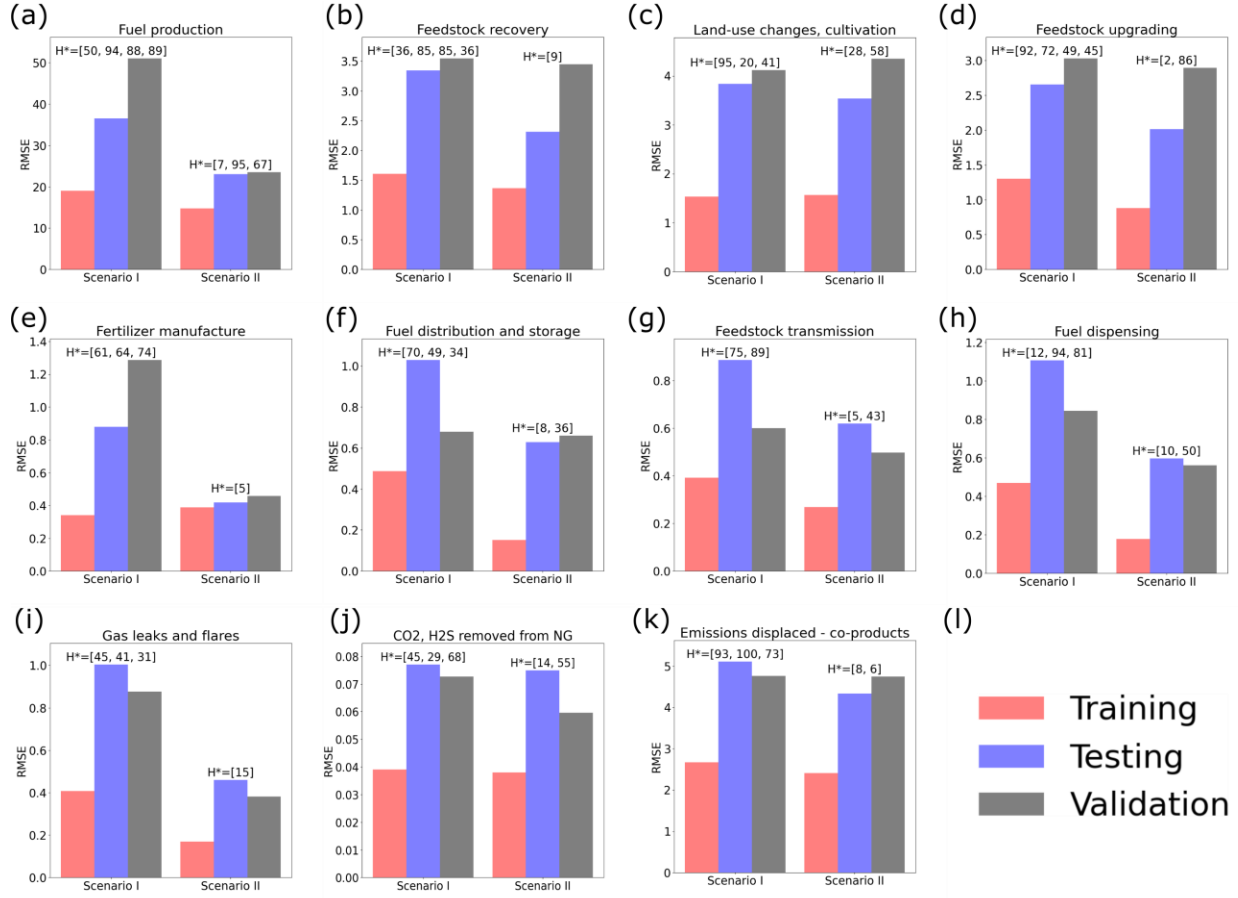 (a)
Fuel production
H*=[50, 94, 88, 89]
H*=[7, 95, 67]
RMSE
50
40
30
20
10
0
Scenario I
Scenario II
(b)
Feedstock recovery
H*=[36, 85, 85, 36]
H*=[9]
RMSE
3.5
3.0
2.5
2.0
1.5
1.0
0.5
0.0
Scenario I
Scenario II
(c)
Land-use changes, cultivation
H*=[28, 58]
H*=[95, 20, 41]
RMSE
4
3
2
1
0
Scenario I
Scenario II
(d)
Feedstock upgrading
H*=[92, 72, 49, 45]
H*=[2, 86]
RMSE
3.0
2.5
2.0
1.5
1.0
0.5
0.0
Scenario I
Scenario II
(e)
Fertilizer manufacture
H*=[61, 64, 74]
H*=[5]
RMSE
1.4
1.2
1.0
0.8
0.6
0.4
0.2
0.0
Scenario I
Scenario II
(f)
Fuel distribution and storage
H*=[70, 49, 34]
H*=[8, 36]
RMSE
1.0
0.8
0.6
0.4
0.2
0.0
Scenario I
Scenario II
(g)
Feedstock transmission
H*=[75, 89]
H*=[5, 43]
RMSE
0.8
0.6
0.4
0.2
0.0
Scenario I
Scenario II
(h)
Fuel dispensing
H*=[12, 94, 81]
H*=[10, 50]
RMSE
1.2
1.0
0.8
0.6
0.4
0.2
0.0
Scenario I
Scenario II
(i)
Gas leaks and flares
H*=[45, 41, 31]
H*=[15]
RMSE
1.0
0.8
0.6
0.4
0.2
0.0
Scenario I
Scenario II
(j)
CO2, H2S removed from NG
H*=[45, 29, 68]
H*=[14, 55]
RMSE
0.08
0.07
0.06
0.05
0.04
0.03
0.02
0.01
0.00
Scenario I
Scenario II
(k)
Emissions displaced - co-products
H*=[93, 100, 73]
H*=[8, 6]
RMSE
5
4
3
2
1
0
Scenario I
Scenario II
(l)
Training
Testing
Validation